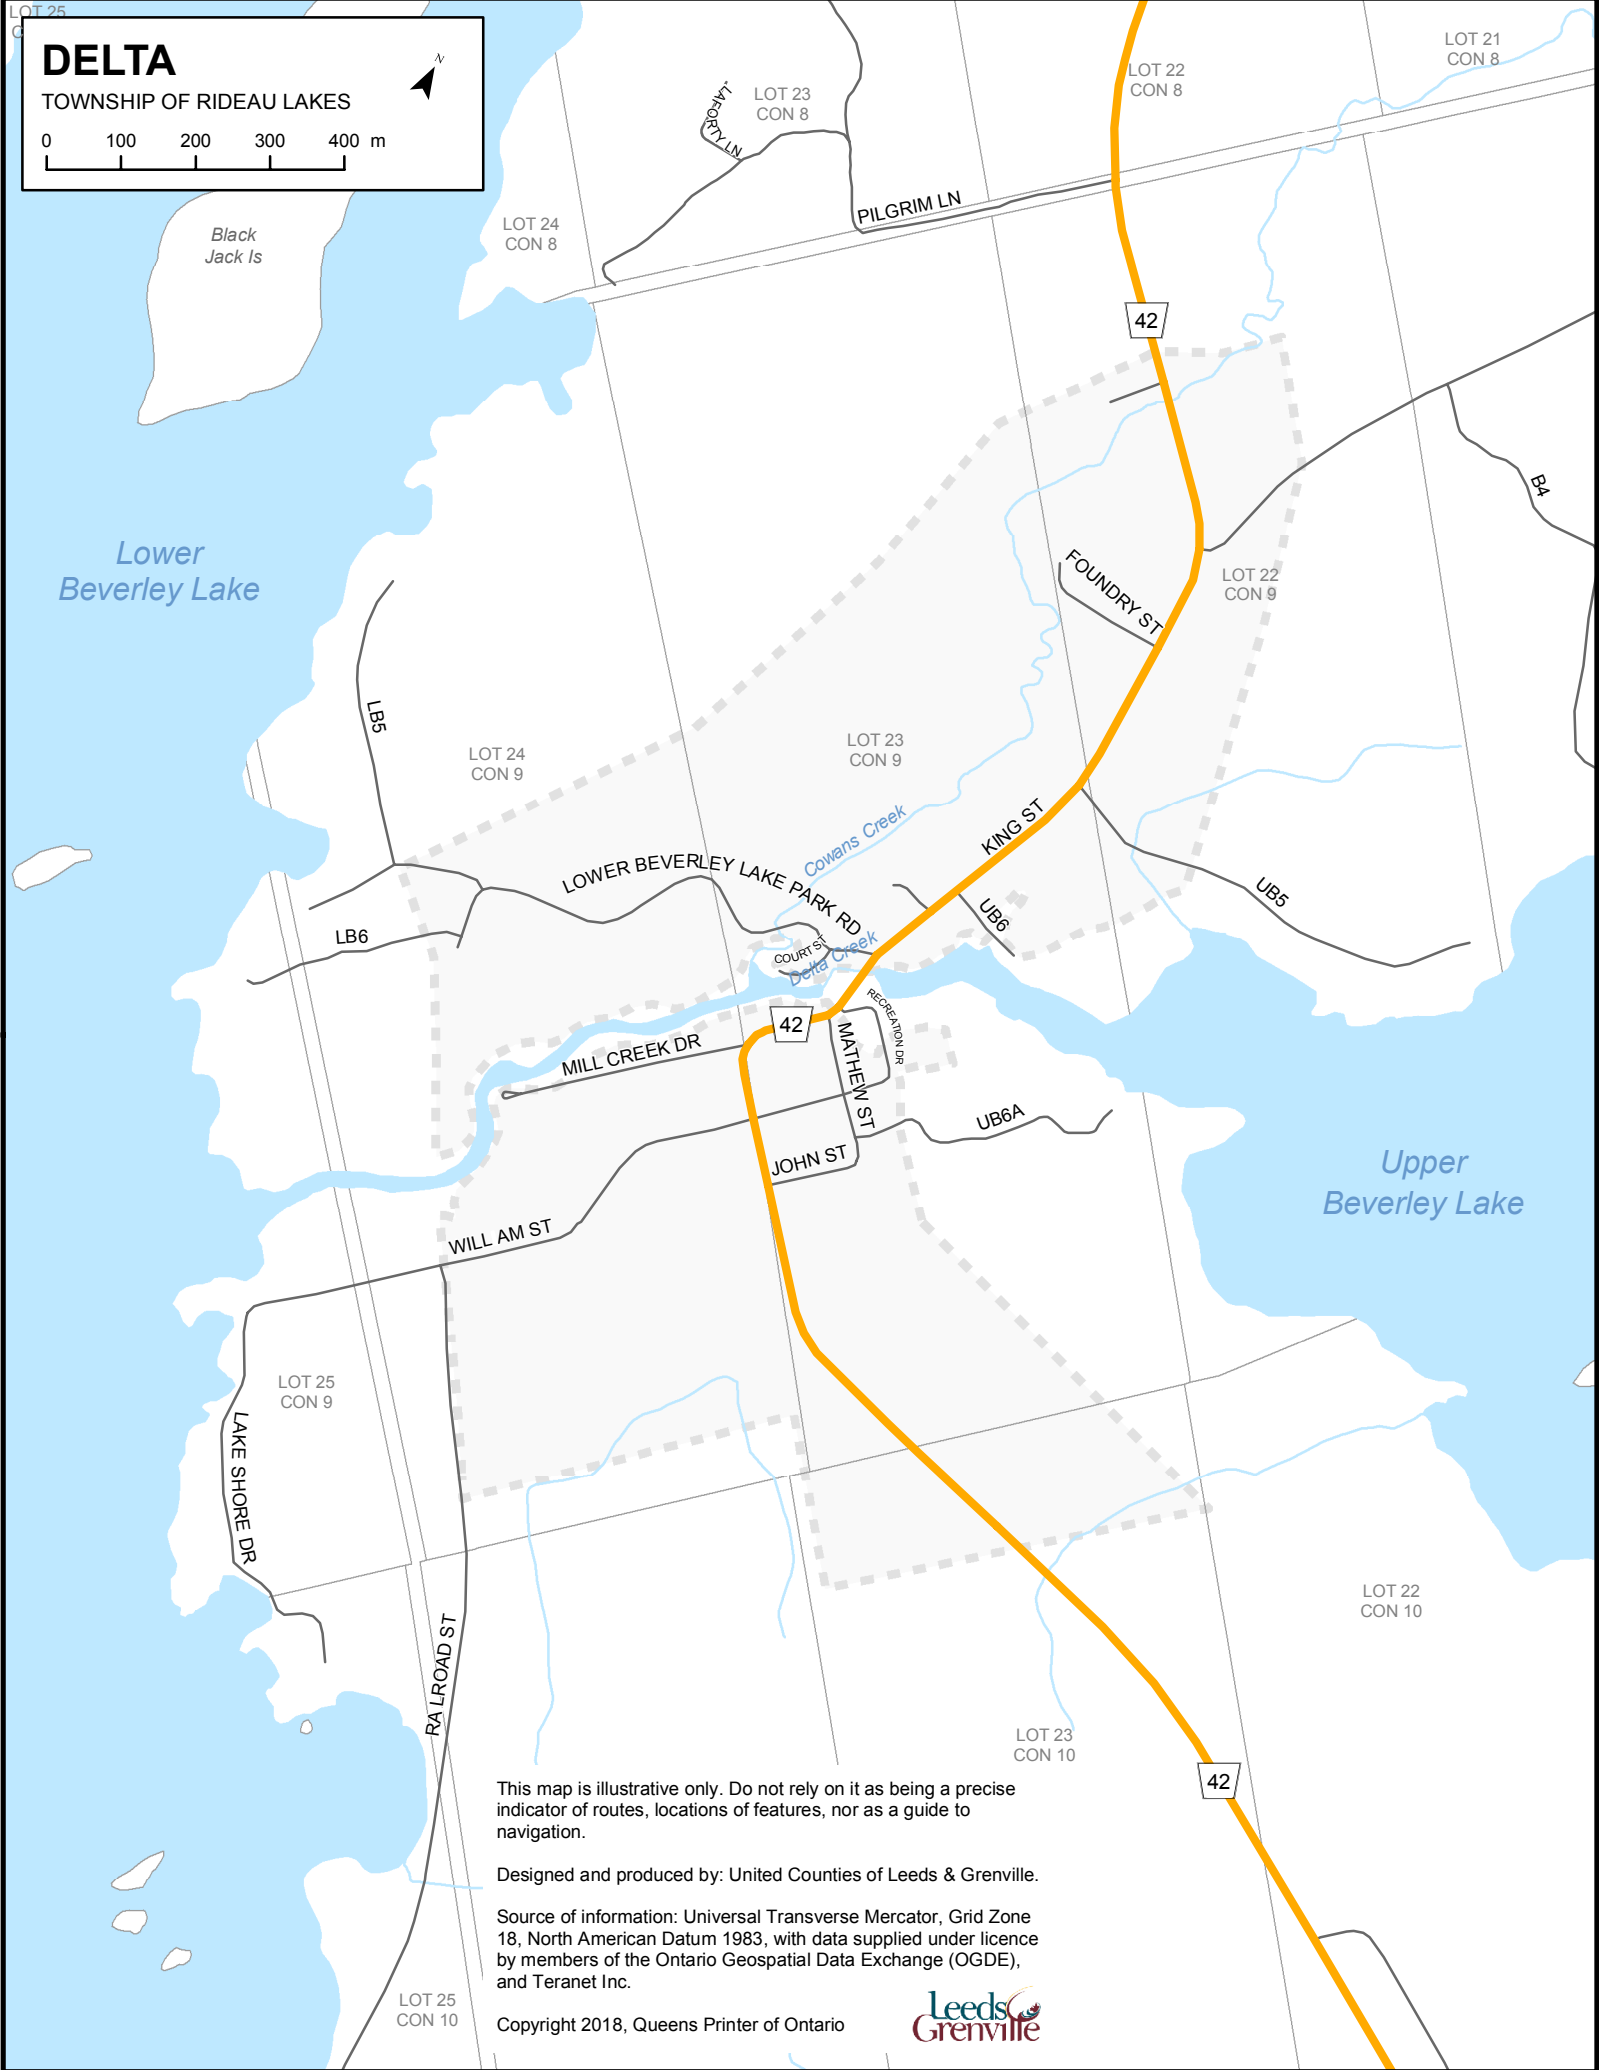 LOT 25
DELTA
TOWNSHIP OF RIDEAU LAKES
N
0 100 200 300 400 m
LOT 21
CON 8
LOT 22
CON 8
LOT 23
CON 8
"LAFORTY LN
PILGRIM LN
LOT 24
CON 8
Black
Jack Is
42
B4
Lower
Beverley Lake
FOUNDRY ST
LOT 22
CON 9
LB5
LOT 24
CON 9
LOT 23
CON 9
Cowans Creek
KING ST
LOWER BEVERLEY LAKE PARK RD
UB5
UB6
LB6
COURT ST
Delta Creek
RECREATION DR
42
MATHEW ST
MILL CREEK DR
UB6A
JOHN ST
Upper
Beverley Lake
WILL AM ST
LOT 25
CON 9
LAKE SHORE DR
LOT 22
CON 10
RA LROAD ST
LOT 23
CON 10
42
This map is illustrative only. Do not rely on it as being a precise
indicator of routes, locations of features, nor as a guide to
navigation.
Designed and produced by: United Counties of Leeds & Grenville.
Source of information: Universal Transverse Mercator, Grid Zone
18, North American Datum 1983, with data supplied under licence
by members of the Ontario Geospatial Data Exchange (OGDE),
and Teranet Inc.
LOT 25
CON 10
Copyright 2018, Queens Printer of Ontario
Leeds
Grenville